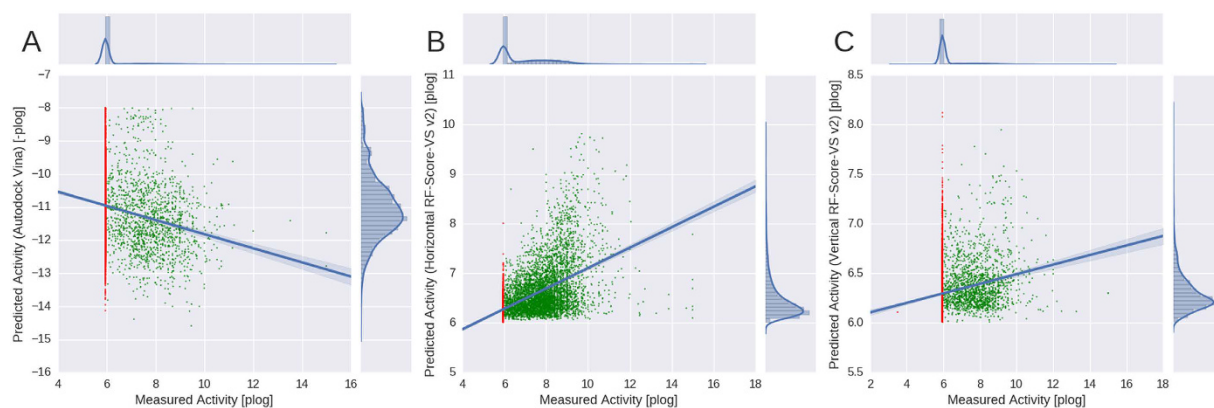 A
Predicted Activity (Autodock Vina) [-plog]
−7
−8
−9
−10
−11
−12
−13
−14
−15
−16
4 6 8 10 12 14 16
Measured Activity [plog]
B
Predicted Activity (Horizontal RF-Score-VS v2) [plog]
11
10
9
8
7
6
5
4 6 8 10 12 14 16 18
Measured Activity [plog]
C
Predicted Activity (Vertical RF-Score-VS v2) [plog]
8.5
8.0
7.5
7.0
6.5
6.0
5.5
2 4 6 8 10 12 14 16 18
Measured Activity [plog]